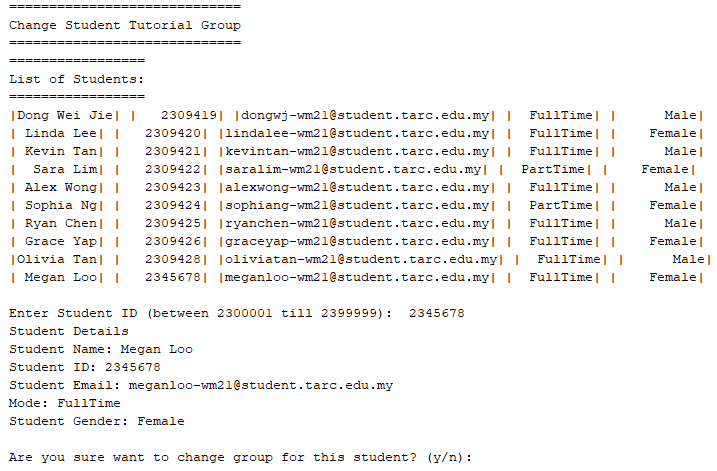 =============================
Change Student Tutorial Group
=============================
=================
List of Students:
=================
|Dong Wei Jie| |   2309419| |dongwj-wm21@student.tarc.edu.my| |  FullTime| |      Male|
| Linda Lee| |   2309420| |lindalee-wm21@student.tarc.edu.my| |  FullTime| |    Female|
| Kevin Tan| |   2309421| |kevintan-wm21@student.tarc.edu.my| |  FullTime| |      Male|
|  Sara Lim| |   2309422| |saralim-wm21@student.tarc.edu.my| |  PartTime| |    Female|
| Alex Wong| |   2309423| |alexwong-wm21@student.tarc.edu.my| |  FullTime| |      Male|
| Sophia Ng| |   2309424| |sophiang-wm21@student.tarc.edu.my| |  PartTime| |    Female|
| Ryan Chen| |   2309425| |ryanchen-wm21@student.tarc.edu.my| |  FullTime| |      Male|
| Grace Yap| |   2309426| |graceyap-wm21@student.tarc.edu.my| |  FullTime| |    Female|
|Olivia Tan| |   2309428| |oliviatan-wm21@student.tarc.edu.my| |  FullTime| |      Male|
| Megan Loo| |   2345678| |meganloo-wm21@student.tarc.edu.my| |  FullTime| |    Female|
Enter Student ID (between 2300001 till 2399999):  2345678
Student Details
Student Name: Megan Loo
Student ID: 2345678
Student Email: meganloo-wm21@student.tarc.edu.my
Mode: FullTime
Student Gender: Female
Are you sure want to change group for this student? (y/n):